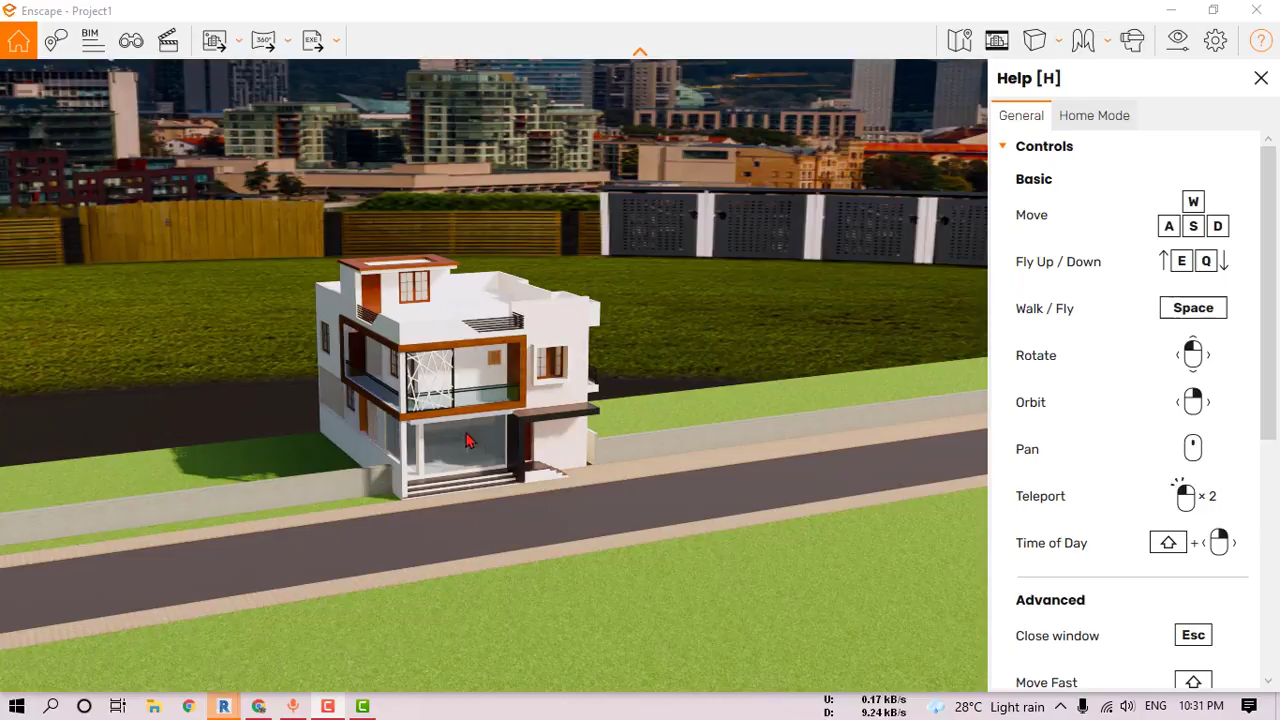 Enscape - Project1
BIM
360°
EXE
?
Help [H]
General
Home Mode
Controls
Basic
Move
W
A S D
Fly Up / Down
E Q
Walk / Fly
Space
Rotate
Orbit
Pan
Teleport
× 2
Time of Day
+
Advanced
Close window
Esc
Move Fast
R
C
C
U: 0.17 kB/s
D: 9.24 kB/s
28°C Light rain
ENG
10:31 PM